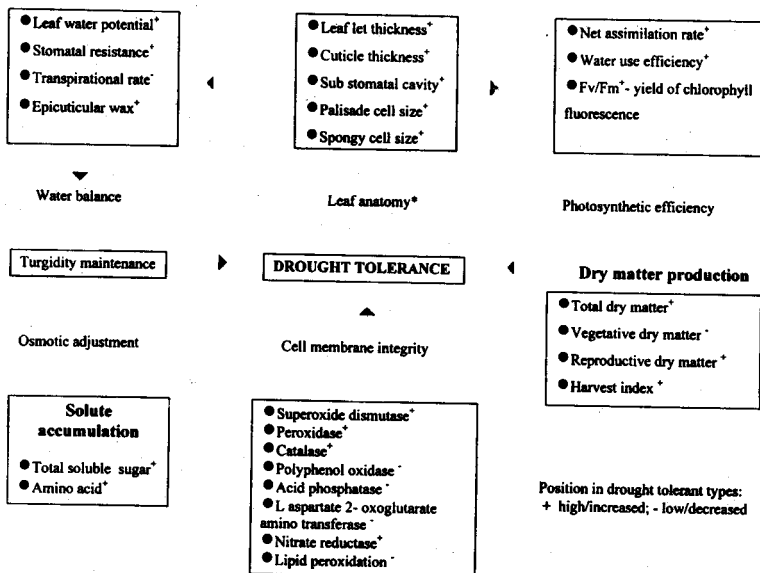 ● Leaf water potential⁺
● Stomatal resistance⁺
● Transpirational rate⁻
● Epicuticular wax⁺
● Leaf let thickness⁺
● Cuticle thickness⁺
● Sub stomatal cavity⁺
● Palisade cell size⁺
● Spongy cell size⁺
● Net assimilation rate⁺
● Water use efficiency⁺
● Fv/Fm⁺- yield of chlorophyll
fluorescence
Water balance
Leaf anatomy*
Photosynthetic efficiency
Turgidity maintenance
DROUGHT TOLERANCE
Dry matter production
● Total dry matter⁺
● Vegetative dry matter ⁻
● Reproductive dry matter ⁺
● Harvest index ⁺
Osmotic adjustment
Cell membrane integrity
Solute
accumulation
● Total soluble sugar⁺
● Amino acid⁺
● Superoxide dismutase⁺
● Peroxidase⁺
● Catalase⁺
● Polyphenol oxidase ⁻
● Acid phosphatase ⁻
● L aspartate 2- oxoglutarate
amino transferase ⁻
● Nitrate reductase⁺
● Lipid peroxidation ⁻
Position in drought tolerant types:
+ high/increased; - low/decreased